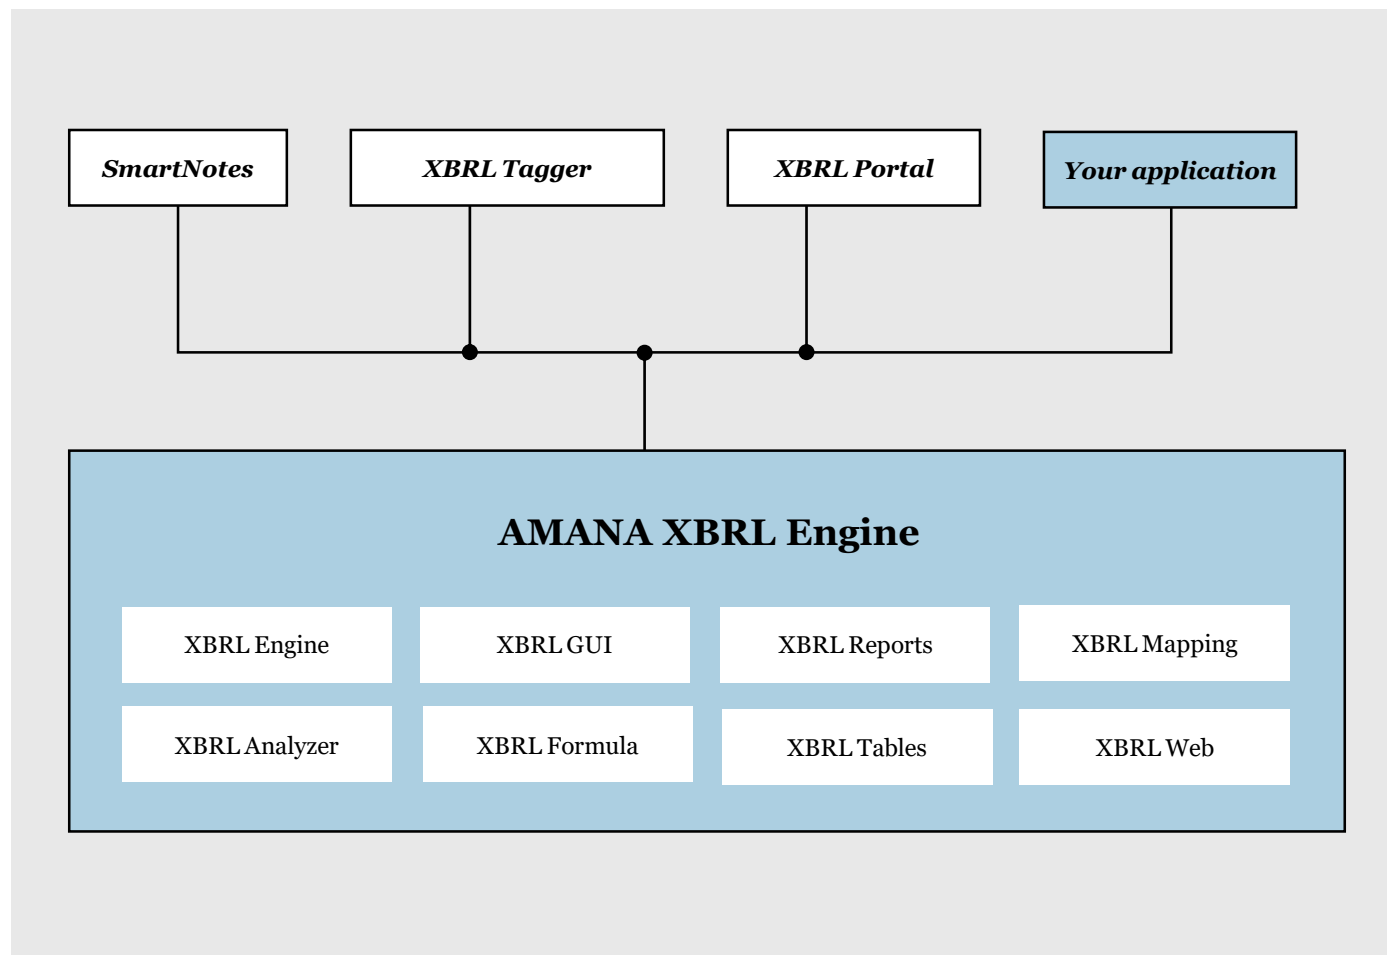 SmartNotes
XBRL Tagger
XBRL Portal
Your application
AMANA XBRL Engine
XBRL Engine
XBRL GUI
XBRL Reports
XBRL Mapping
XBRL Analyzer
XBRL Formula
XBRL Tables
XBRL Web